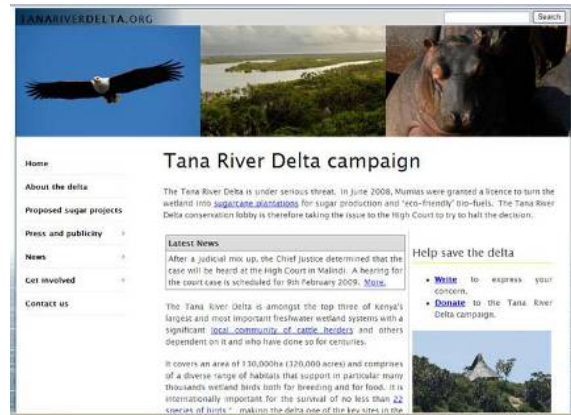 TANARIVERDELTA.ORG
Search
Home
About the delta
Proposed sugar projects
Press and publicity
News
Get involved
Contact us
Tana River Delta campaign
The Tana River Delta is under serious threat. In June 2008, Mumias were granted a licence to turn the
wetland into sugarcane plantations for sugar production and "eco-friendly" bio-fuels. The Tana River
Delta conservation lobby is therefore taking the issue to the High Court to try to halt the decision.
Latest News
After a judicial mix up, the Chief Justice determined that the
case will be heard at the High Court in Malindi. A hearing for
the court case is scheduled for 9th February 2009. More.
The Tana River Delta is amongst the top three of Kenya's
largest and most important freshwater wetland systems with a
significant local community of cattle herders and others
dependent on it and who have done so for centuries.
It covers an area of 130,000ha (320,000 acres) and comprises
of a diverse range of habitats that support in particular many
thousands wetland birds both for breeding and for food. It is
internationally important for the survival of no less than 22
species of birds making the delta one of the key sites in the
Help save the delta
Write to express your
concern.
Donate to the Tana River
Delta campaign.